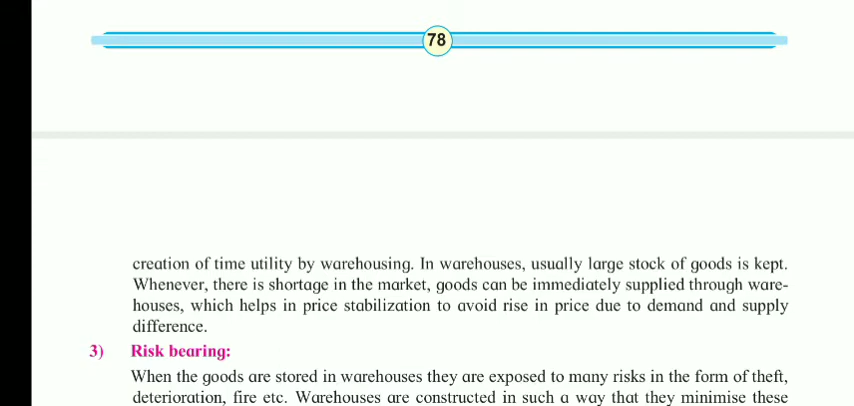 78
creation of time utility by warehousing. In warehouses, usually large stock of goods is kept.
Whenever, there is shortage in the market, goods can be immediately supplied through ware-
houses, which helps in price stabilization to avoid rise in price due to demand and supply
difference.
3) Risk bearing:
When the goods are stored in warehouses they are exposed to many risks in the form of theft,
deterioration, fire etc. Warehouses are constructed in such a way that they minimise these